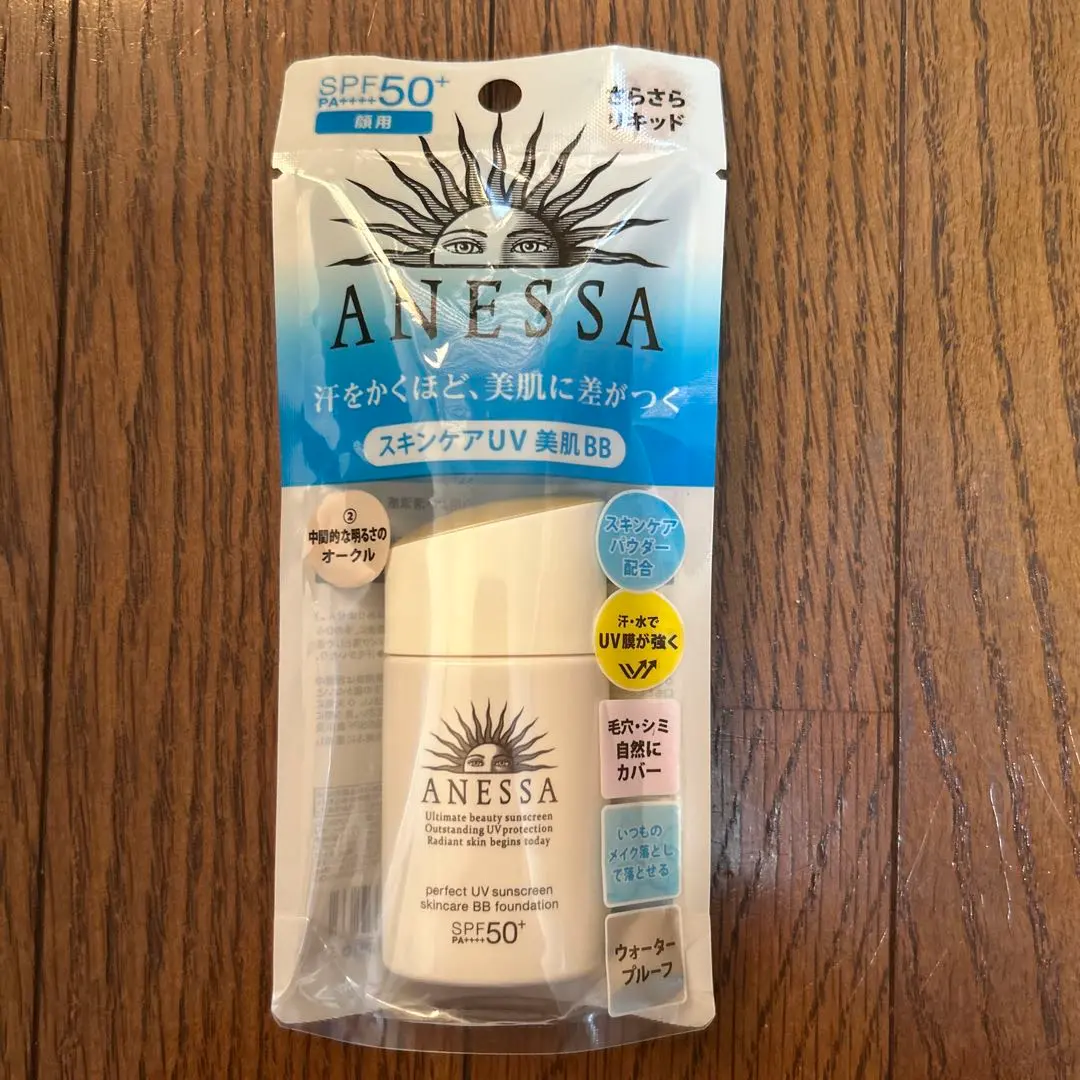 SPF50+
PA++++
顔用
さらさら
リキッド
ANESSA
汗をかくほど、美肌に差がつく
スキンケアUV 美肌BB
②
中間的な明るさの
オークル
スキンケア
パウダー
配合
汗・水で
UV膜が強く
毛穴・シミ
自然に
カバー
いつもの
メイク落とし
で落とせる
ウォーター
プルーフ
ANESSA
Ultimate beauty sunscreen
Outstanding UV protection
Radiant skin begins today
perfect UV sunscreen
skincare BB foundation
SPF50+
PA++++